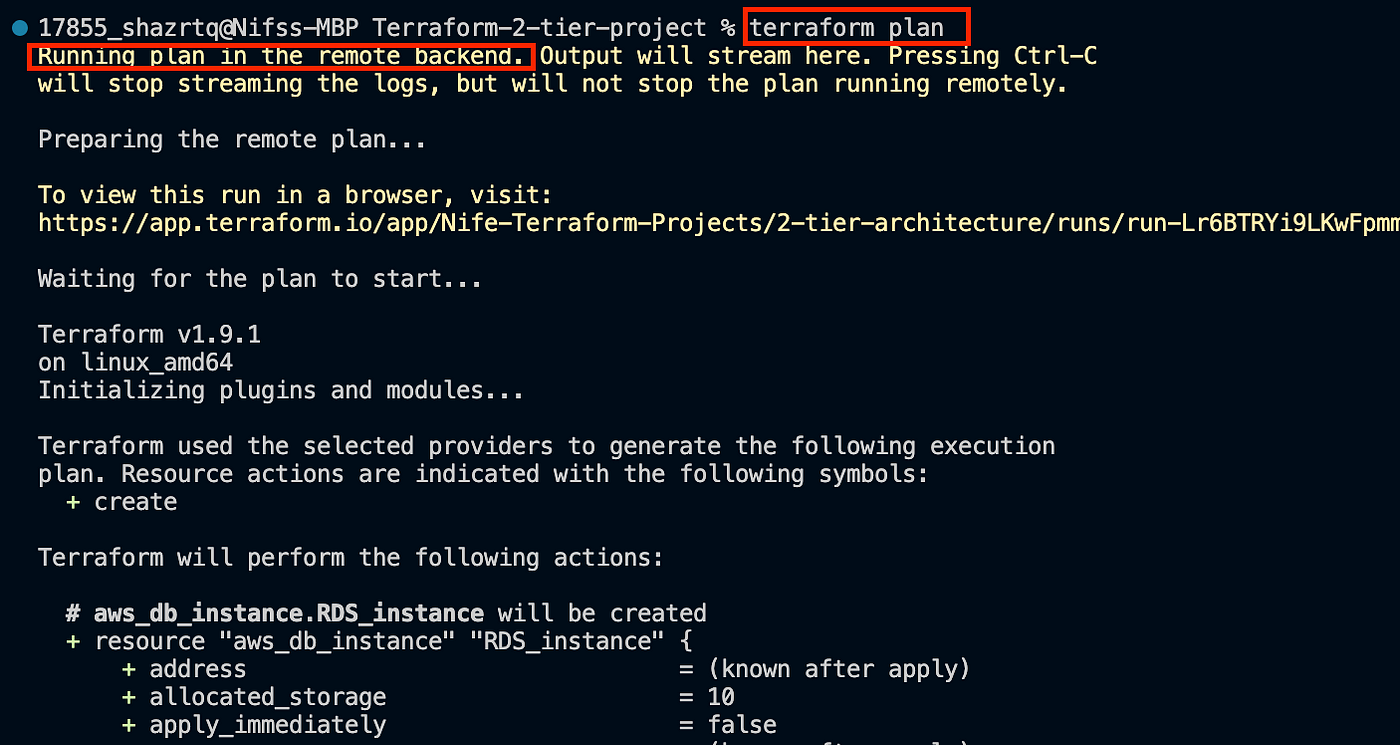 17855_shazrtq@Nifss-MBP Terraform-2-tier-project % terraform plan
Running plan in the remote backend. Output will stream here. Pressing Ctrl-C
will stop streaming the logs, but will not stop the plan running remotely.
Preparing the remote plan...
To view this run in a browser, visit:
https://app.terraform.io/app/Nife-Terraform-Projects/2-tier-architecture/runs/run-Lr6BTRYi9LKwFpmm
Waiting for the plan to start...
Terraform v1.9.1
on linux_amd64
Initializing plugins and modules...
Terraform used the selected providers to generate the following execution
plan. Resource actions are indicated with the following symbols:
+ create
Terraform will perform the following actions:
# aws_db_instance.RDS_instance will be created
+ resource "aws_db_instance" "RDS_instance" {
+ address = (known after apply)
+ allocated_storage = 10
+ apply_immediately = false